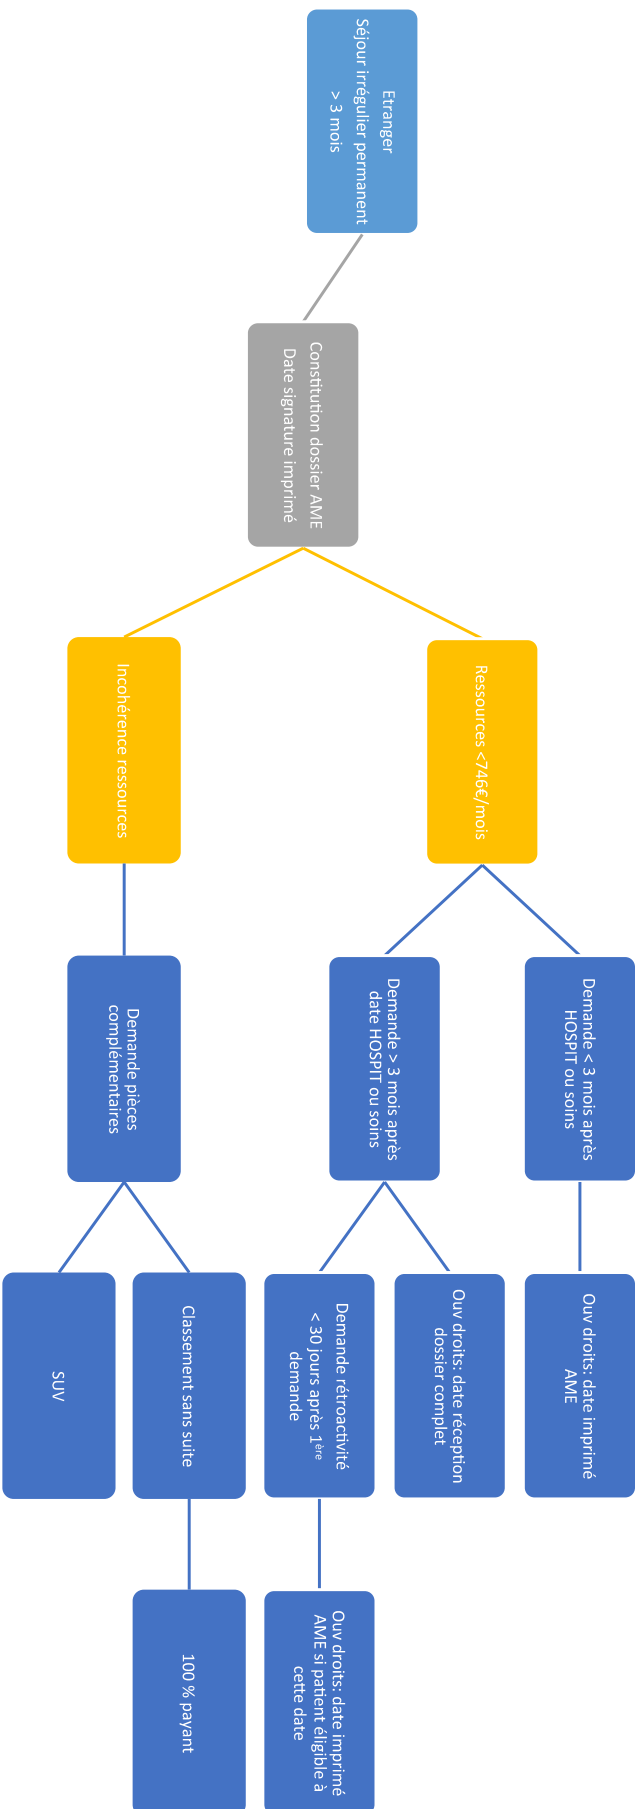 Etranger
Séjour irrégulier permanent
> 3 mois
Constitution dossier AME
Date signature imprimé
Ressources <746€/mois
Demande < 3 mois après
HOSPIT ou soins
Ouv droits: date imprimé
AME
Demande > 3 mois après
date HOSPIT ou soins
Ouv droits: date réception
dossier complet
Demande rétroactivité
< 30 jours après 1ère
demande
Ouv droits: date imprimé
AME si patient éligible à
cette date
Incohérence ressources
Demande pièces
complémentaires
Classement sans suite
100 % payant
SUV